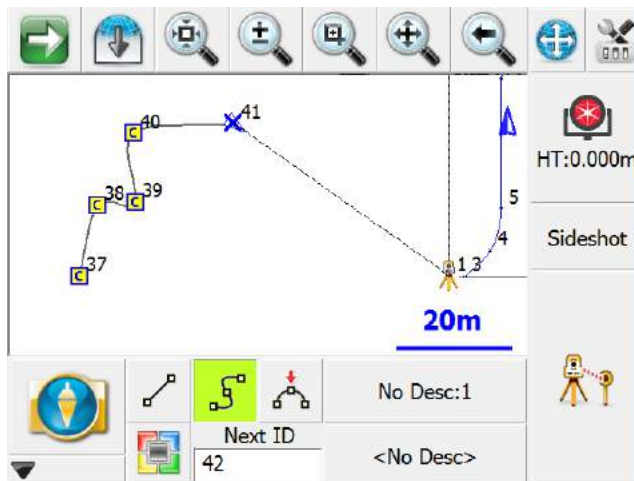 41
40
HT:0.000m
38
39
5
4
Sideshot
37
1
3
20m
No Desc:1
Next ID
42
<No Desc>